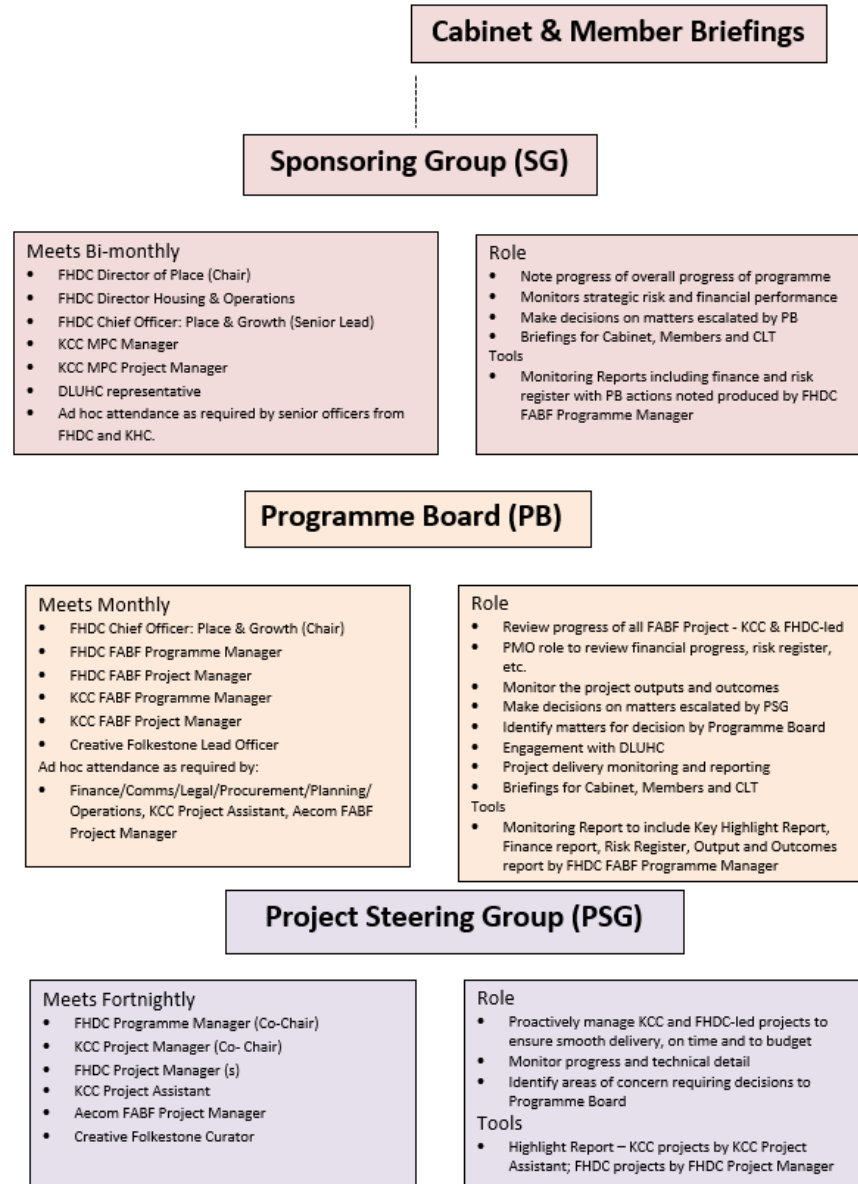 Cabinet & Member Briefings
Sponsoring Group (SG)
Meets Bi-monthly
• FHDC Director of Place (Chair)
• FHDC Director Housing & Operations
• FHDC Chief Officer: Place & Growth (Senior Lead)
• KCC MPC Manager
• KCC MPC Project Manager
• DLUHC representative
• Ad hoc attendance as required by senior officers from
FHDC and KHC.
Role
• Note progress of overall progress of programme
• Monitors strategic risk and financial performance
• Make decisions on matters escalated by PB
• Briefings for Cabinet, Members and CLT
Tools
• Monitoring Reports including finance and risk
register with PB actions noted produced by FHDC
FABF Programme Manager
Programme Board (PB)
Meets Monthly
• FHDC Chief Officer: Place & Growth (Chair)
• FHDC FABF Programme Manager
• FHDC FABF Project Manager
• KCC FABF Programme Manager
• KCC FABF Project Manager
• Creative Folkestone Lead Officer
Ad hoc attendance as required by:
• Finance/Comms/Legal/Procurement/Planning/
Operations, KCC Project Assistant, Aecom FABF
Project Manager
Role
• Review progress of all FABF Project - KCC & FHDC-led
• PMO role to review financial progress, risk register,
etc.
• Monitor the project outputs and outcomes
• Make decisions on matters escalated by PSG
• Identify matters for decision by Programme Board
• Engagement with DLUHC
• Project delivery monitoring and reporting
• Briefings for Cabinet, Members and CLT
Tools
• Monitoring Report to include Key Highlight Report,
Finance report, Risk Register, Output and Outcomes
report by FHDC FABF Programme Manager
Project Steering Group (PSG)
Meets Fortnightly
• FHDC Programme Manager (Co-Chair)
• KCC Project Manager (Co- Chair)
• FHDC Project Manager (s)
• KCC Project Assistant
• Aecom FABF Project Manager
• Creative Folkestone Curator
Role
• Proactively manage KCC and FHDC-led projects to
ensure smooth delivery, on time and to budget
• Monitor progress and technical detail
• Identify areas of concern requiring decisions to
Programme Board
Tools
• Highlight Report – KCC projects by KCC Project
Assistant; FHDC projects by FHDC Project Manager